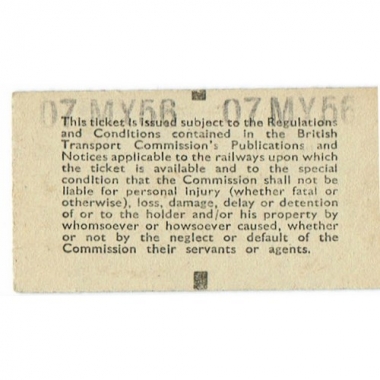 07 MY56 07 MY56
This ticket is issued subject to the Regulations
and Conditions contained in the British
Transport Commission's Publications and
Notices applicable to the railways upon which
the ticket is available and to the special
condition that the Commission shall not be
liable for personal injury (whether fatal or
otherwise), loss, damage, delay or detention
of or to the holder and/or his property by
whomsoever or howsoever caused, whether
or not by the neglect or default of the
Commission their servants or agents.